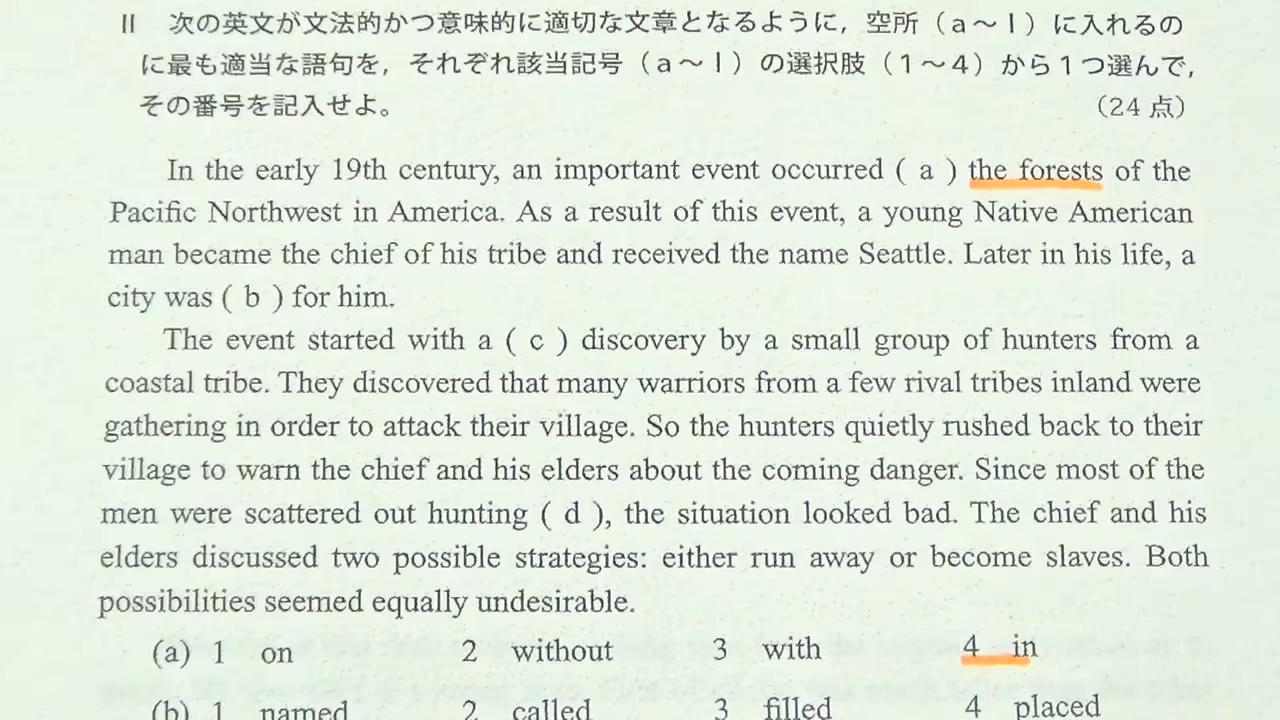 II 次の英文が文法的かつ意味的に適切な文章となるように，空所（a～l）に入れるの
に最も適当な語句を，それぞれ該当記号（a～l）の選択肢（1～4）から1つ選んで，
その番号を記入せよ。 （24点）
In the early 19th century, an important event occurred ( a ) the forests of the
Pacific Northwest in America. As a result of this event, a young Native American
man became the chief of his tribe and received the name Seattle. Later in his life, a
city was ( b ) for him.
The event started with a ( c ) discovery by a small group of hunters from a
coastal tribe. They discovered that many warriors from a few rival tribes inland were
gathering in order to attack their village. So the hunters quietly rushed back to their
village to warn the chief and his elders about the coming danger. Since most of the
men were scattered out hunting ( d ), the situation looked bad. The chief and his
elders discussed two possible strategies: either run away or become slaves. Both
possibilities seemed equally undesirable.
(a) 1 on 2 without 3 with 4 in
(b) 1 named 2 called 3 filled 4 placed